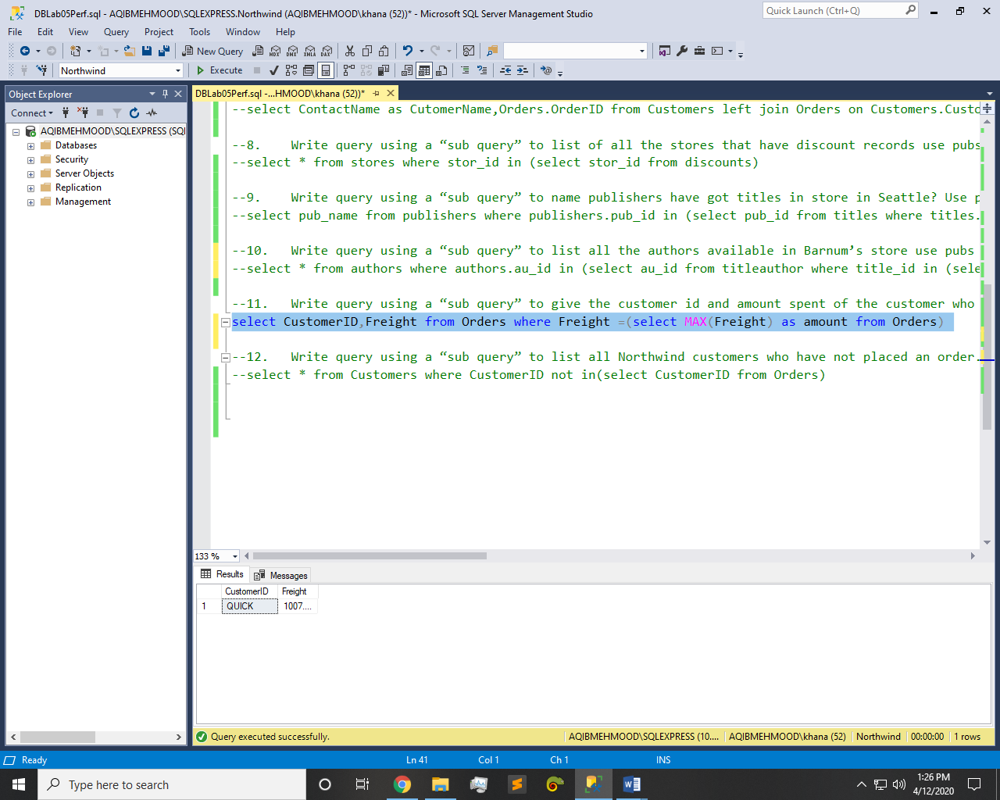 DBLab05Perf.sql - AQIBMEHMOOD\SQLEXPRESS.Northwind (AQIBMEHMOOD\khana (52))* - Microsoft SQL Server Management Studio
Quick Launch (Ctrl+Q)
File Edit View Query Project Tools Window Help
New Query
MDX DMX XMLA DAX
Northwind
Execute
Object Explorer
DBLab05Perf.sql -...HMOOD\khana (52))*
Connect
AQIBMEHMOOD\SQLEXPRESS (SQl
Databases
Security
Server Objects
Replication
Management
--select ContactName as CutomerName,Orders.OrderID from Customers left join Orders on Customers.Custo
--8. Write query using a “sub query” to list of all the stores that have discount records use pubs
--select * from stores where stor_id in (select stor_id from discounts)
--9. Write query using a “sub query” to name publishers have got titles in store in Seattle? Use p
--select pub_name from publishers where publishers.pub_id in (select pub_id from titles where titles.
--10. Write query using a “sub query” to list all the authors available in Barnum’s store use pubs
--select * from authors where authors.au_id in (select au_id from titleauthor where title_id in (sele
--11. Write query using a “sub query” to give the customer id and amount spent of the customer who
select CustomerID,Freight from Orders where Freight =(select MAX(Freight) as amount from Orders)
--12. Write query using a “sub query” to list all Northwind customers who have not placed an order.
--select * from Customers where CustomerID not in(select CustomerID from Orders)
133 %
Results Messages
CustomerID Freight
1 QUICK 1007....
Query executed successfully.
AQIBMEHMOOD\SQLEXPRESS (10.... AQIBMEHMOOD\khana (52) Northwind 00:00:00 1 rows
Ready Ln 41 Col 1 Ch 1 INS
Type here to search
1:26 PM
4/12/2020